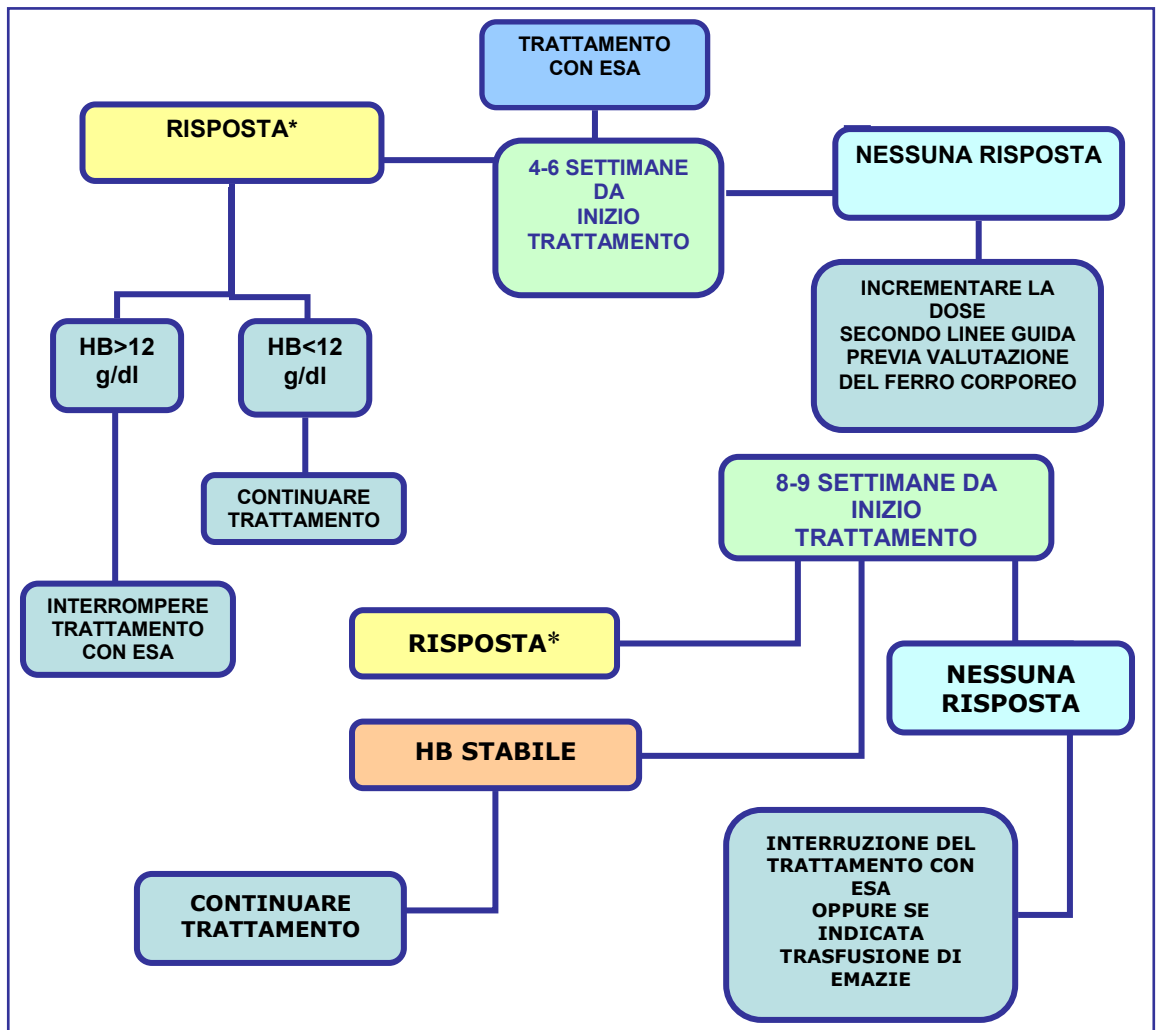 TRATTAMENTO
CON ESA
RISPOSTA*
4-6 SETTIMANE
DA
INIZIO
TRATTAMENTO
NESSUNA RISPOSTA
INCREMENTARE LA
DOSE
SECONDO LINEE GUIDA
PREVIA VALUTAZIONE
DEL FERRO CORPOREO
HB>12
g/dl
HB<12
g/dl
CONTINUARE
TRATTAMENTO
INTERROMPERE
TRATTAMENTO
CON ESA
8-9 SETTIMANE DA
INIZIO
TRATTAMENTO
RISPOSTA*
NESSUNA
RISPOSTA
HB STABILE
CONTINUARE
TRATTAMENTO
INTERRUZIONE DEL
TRATTAMENTO CON
ESA
OPPURE SE
INDICATA
TRASFUSIONE DI
EMAZIE